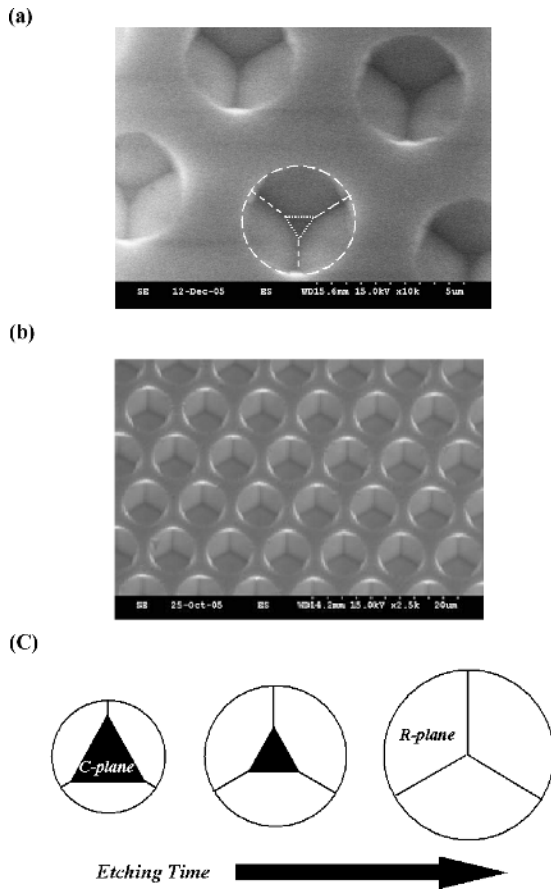 (a)
SE 12-Dec-05 ES WD15.6mm 15.0kV x10k 5um
(b)
SE 25-Oct-05 ES WD14.2mm 15.0kV x2.5k 20um
(C)
C-plane
R-plane
Etching Time